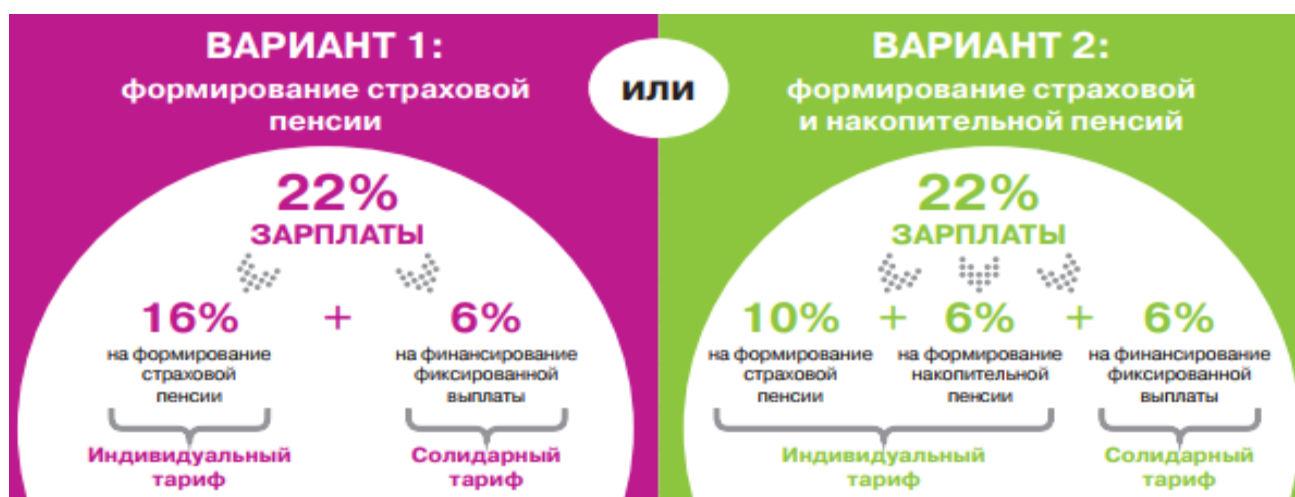 ВАРИАНТ 1:
формирование страховой
пенсии
22%
ЗАРПЛАТЫ
16% + 6%
на формирование
страховой
пенсии
на финансирование
фиксированной
выплаты
Индивидуальный
тариф
Солидарный
тариф
или
ВАРИАНТ 2:
формирование страховой
и накопительной пенсий
22%
ЗАРПЛАТЫ
10% + 6% + 6%
на формирование
страховой
пенсии
на формирование
накопительной
пенсии
на финансирование
фиксированной
выплаты
Индивидуальный
тариф
Солидарный
тариф